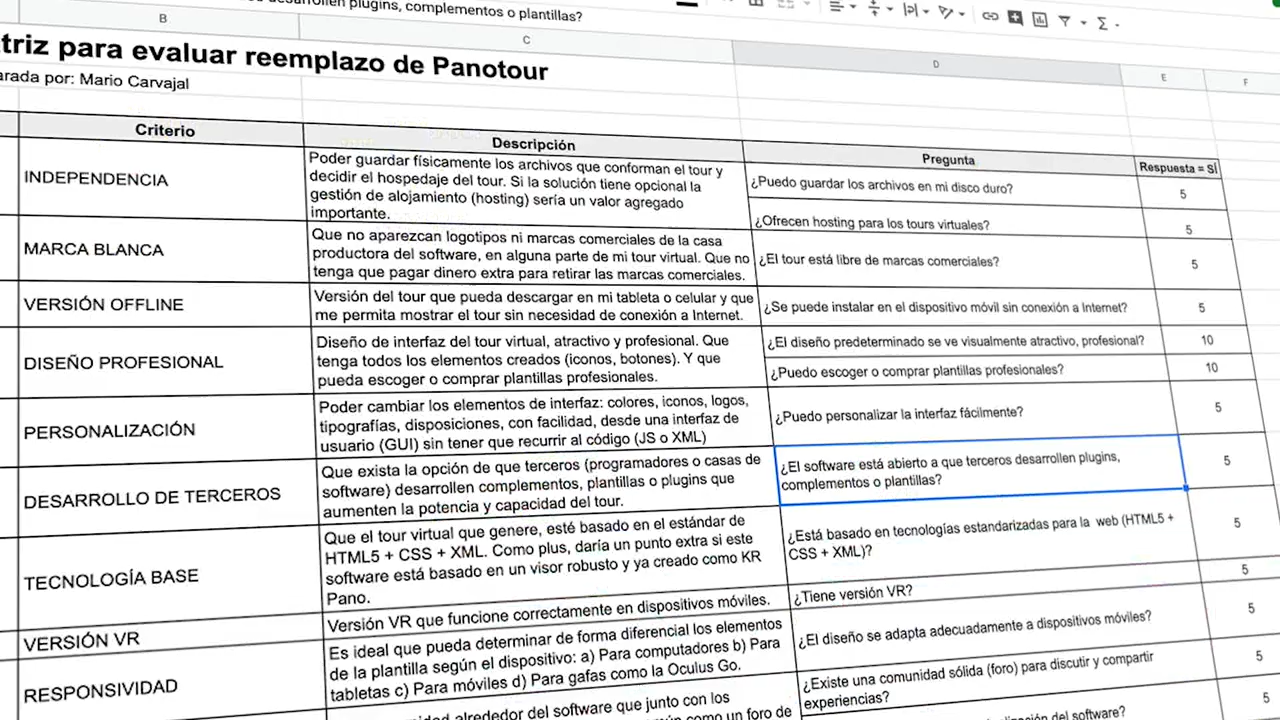 desarrollen plugins, complementos o plantillas?
B
C
D
E
F
triz para evaluar reemplazo de Panotour
arada por: Mario Carvajal
Criterio
Descripción
Pregunta
Respuesta = SÍ
INDEPENDENCIA
Poder guardar físicamente los archivos que conforman el tour y
decidir el hospedaje del tour. Si la solución tiene opcional la
gestión de alojamiento (hosting) sería un valor agregado
importante.
¿Puedo guardar los archivos en mi disco duro?
5
¿Ofrecen hosting para los tours virtuales?
5
MARCA BLANCA
Que no aparezcan logotipos ni marcas comerciales de la casa
productora del software, en alguna parte de mi tour virtual. Que no
tenga que pagar dinero extra para retirar las marcas comerciales.
¿El tour está libre de marcas comerciales?
5
VERSIÓN OFFLINE
Versión del tour que pueda descargar en mi tableta o celular y que
me permita mostrar el tour sin necesidad de conexión a Internet.
¿Se puede instalar en el dispositivo móvil sin conexión a Internet?
5
DISEÑO PROFESIONAL
Diseño de interfaz del tour virtual, atractivo y profesional. Que
tenga todos los elementos creados (iconos, botones). Y que
pueda escoger o comprar plantillas profesionales.
¿El diseño predeterminado se ve visualmente atractivo, profesional?
10
¿Puedo escoger o comprar plantillas profesionales?
10
PERSONALIZACIÓN
Poder cambiar los elementos de interfaz: colores, iconos, logos,
tipografías, disposiciones, con facilidad, desde una interfaz de
usuario (GUI) sin tener que recurrir al código (JS o XML)
¿Puedo personalizar la interfaz fácilmente?
5
DESARROLLO DE TERCEROS
Que exista la opción de que terceros (programadores o casas de
software) desarrollen complementos, plantillas o plugins que
aumenten la potencia y capacidad del tour.
¿El software está abierto a que terceros desarrollen plugins,
complementos o plantillas?
5
TECNOLOGÍA BASE
Que el tour virtual que genere, esté basado en el estándar de
HTML5 + CSS + XML. Como plus, daría un punto extra si este
software está basado en un visor robusto y ya creado como KR
Pano.
¿Está basado en tecnologías estandarizadas para la web (HTML5 +
CSS + XML)?
5
VERSIÓN VR
Versión VR que funcione correctamente en dispositivos móviles.
¿Tiene versión VR?
5
RESPONSIVIDAD
Es ideal que pueda determinar de forma diferencial los elementos
de la plantilla según el dispositivo: a) Para computadores b) Para
tabletas c) Para móviles d) Para gafas como la Oculus Go.
¿El diseño se adapta adecuadamente a dispositivos móviles?
5
alrededor del software que junto con los
como un foro de
¿Existe una comunidad sólida (foro) para discutir y compartir
experiencias?
5
del software?
5